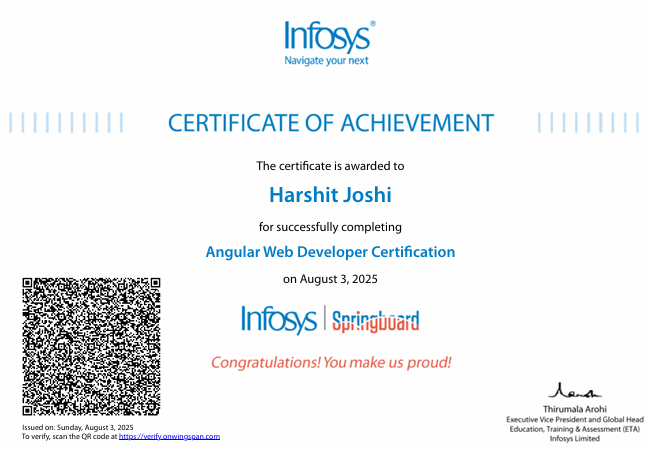 Infosys®
Navigate your next
CERTIFICATE OF ACHIEVEMENT
The certificate is awarded to
Harshit Joshi
for successfully completing
Angular Web Developer Certification
on August 3, 2025
Infosys | Springboard
Congratulations! You make us proud!
Issued on: Sunday, August 3, 2025
To verify, scan the QR code at https://verify.onwingspan.com
Thirumala Arohi
Executive Vice President and Global Head
Education, Training & Assessment (ETA)
Infosys Limited